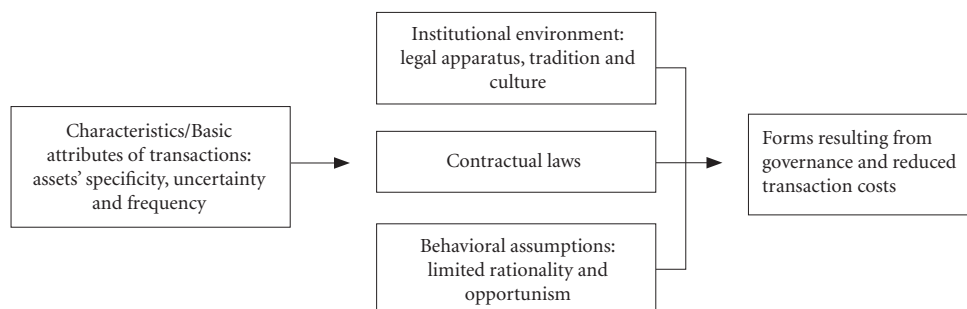 Institutional environment:
legal apparatus, tradition and
culture
Characteristics/Basic
attributes of transactions:
assets’ specificity, uncertainty
and frequency
Contractual laws
Forms resulting from
governance and reduced
transaction costs
Behavioral assumptions:
limited rationality and
opportunism